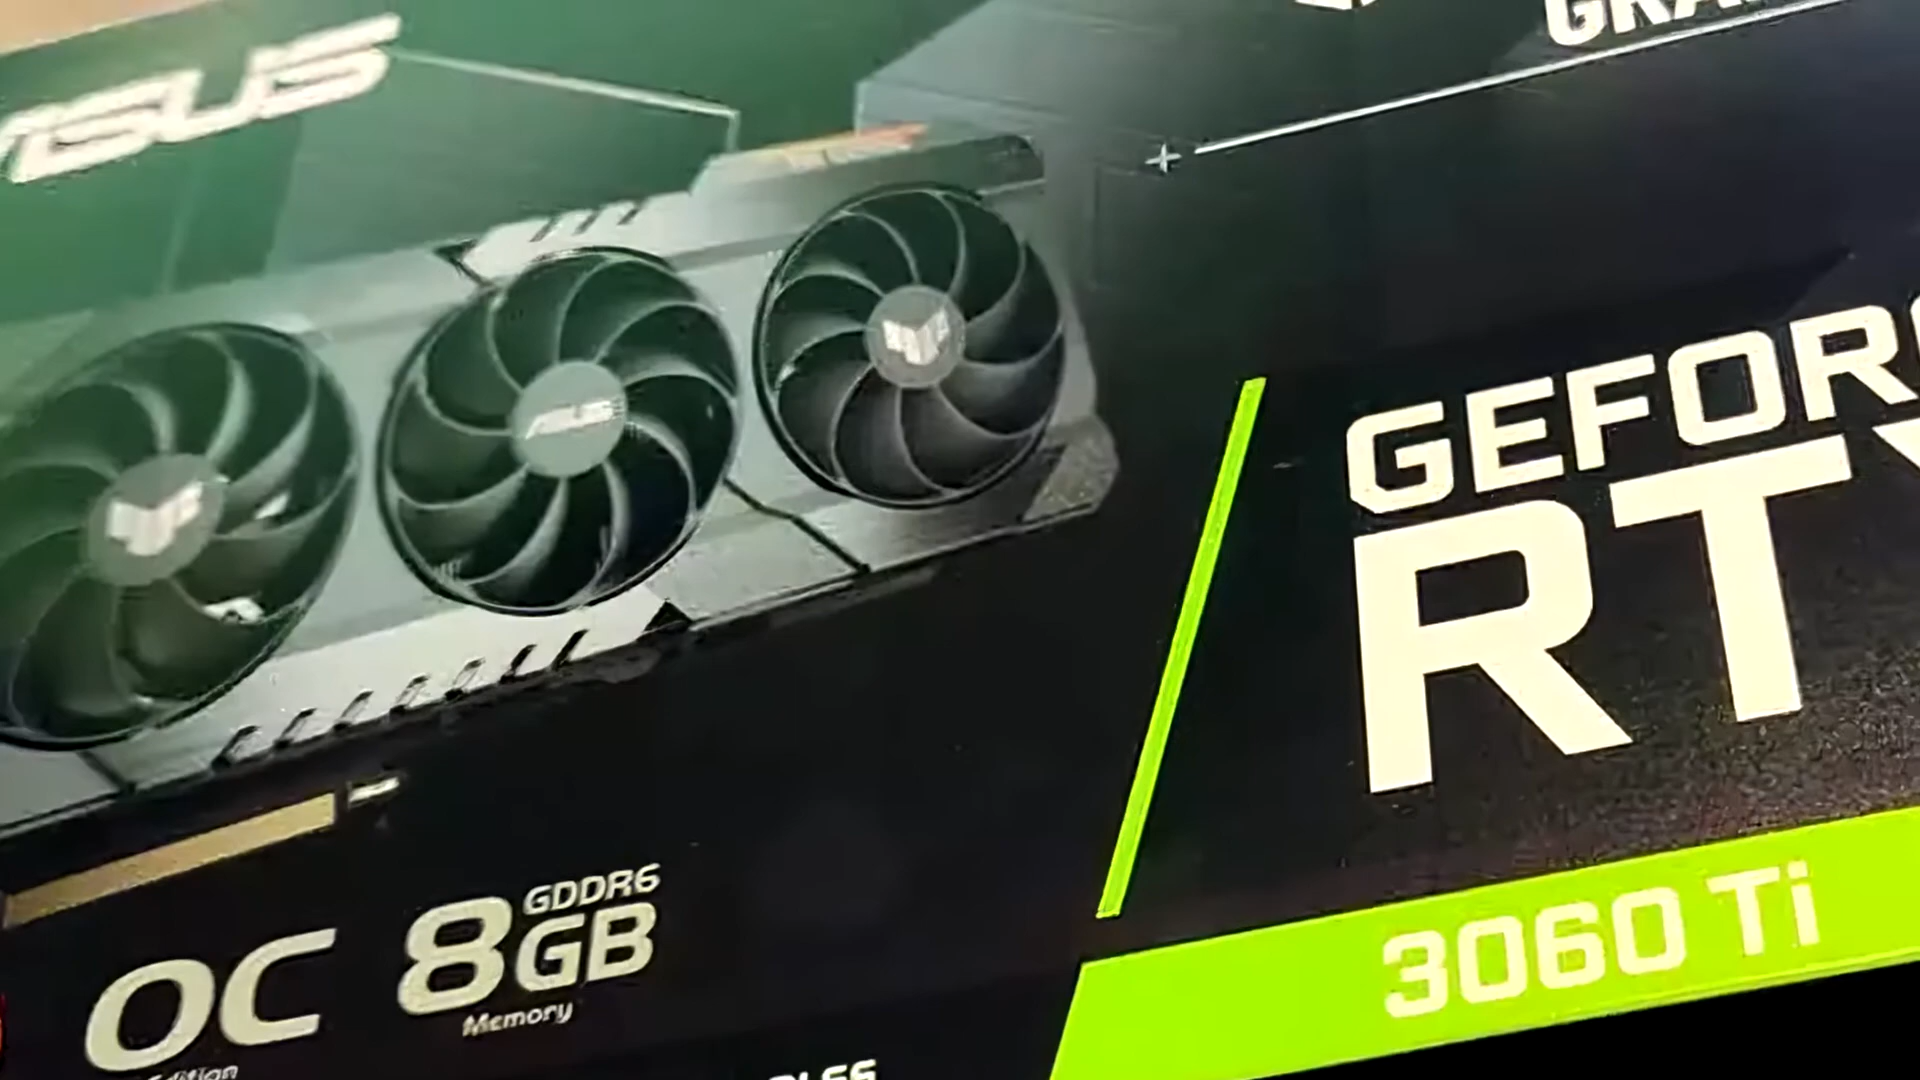 ASUS
ASUS
GEFOR
RT
3060 Ti
OC
GDDR6
8GB
Memory